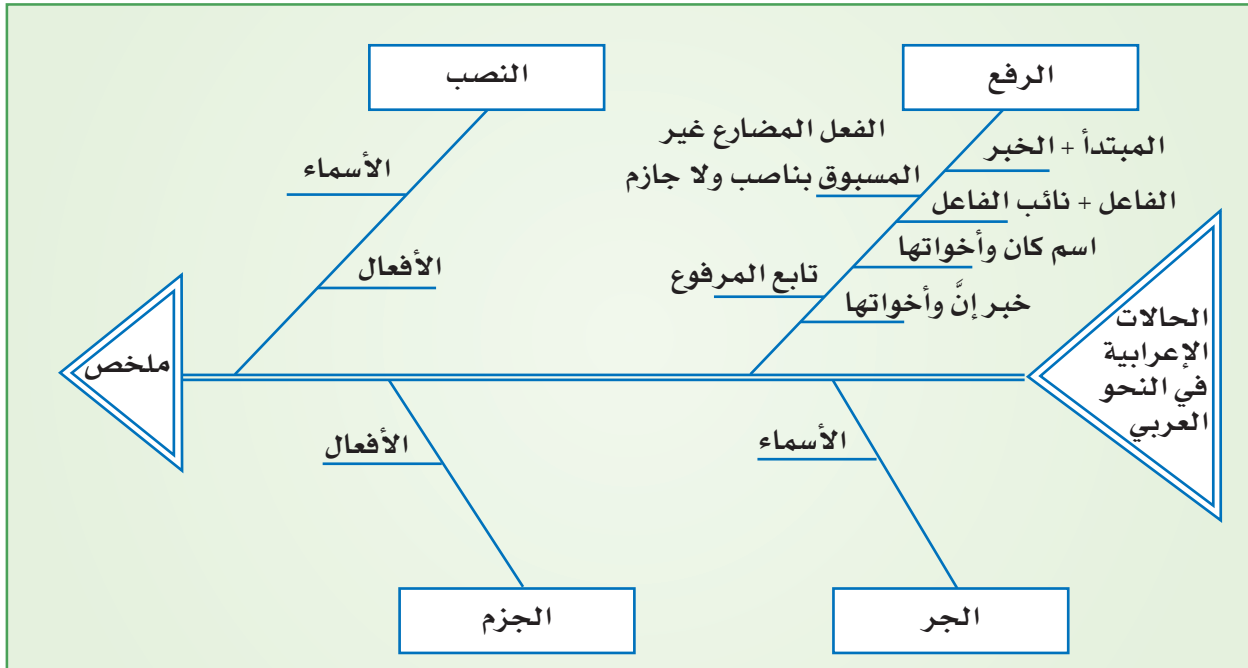 الحالات
الإعرابية
في النحو
العربي
الرفع
المبتدأ + الخبر
الفاعل + نائب الفاعل
اسم كان وأخواتها
خبر إنَّ وأخواتها
الفعل المضارع غير
المسبوق بناصب ولا جازم
تابع المرفوع
النصب
الأسماء
الأفعال
الجر
الأسماء
الجزم
الأفعال
ملخص